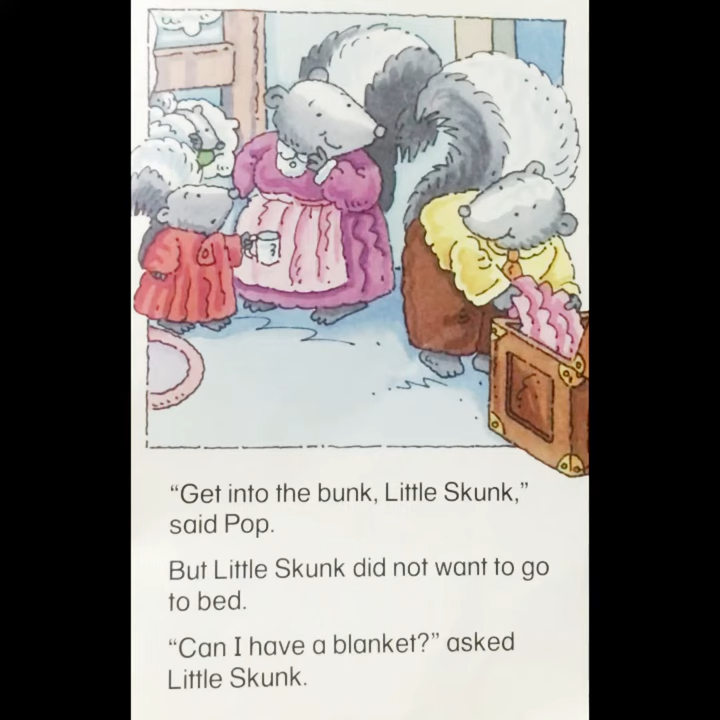 “Get into the bunk, Little Skunk,”
said Pop.
But Little Skunk did not want to go
to bed.
“Can I have a blanket?” asked
Little Skunk.